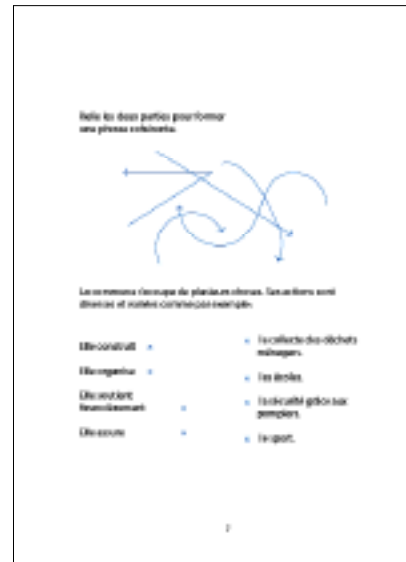 Relie les deux parties pour former
une phrase cohérente.
La commune s'occupe de plusieurs choses. Ses actions sont
diverses et variées comme par exemple:
Elle construit
Elle organise
Elle soutient
financièrement
Elle assure
la collecte des déchets
ménagers.
les écoles.
la sécurité grâce aux
pompiers.
le sport.
2